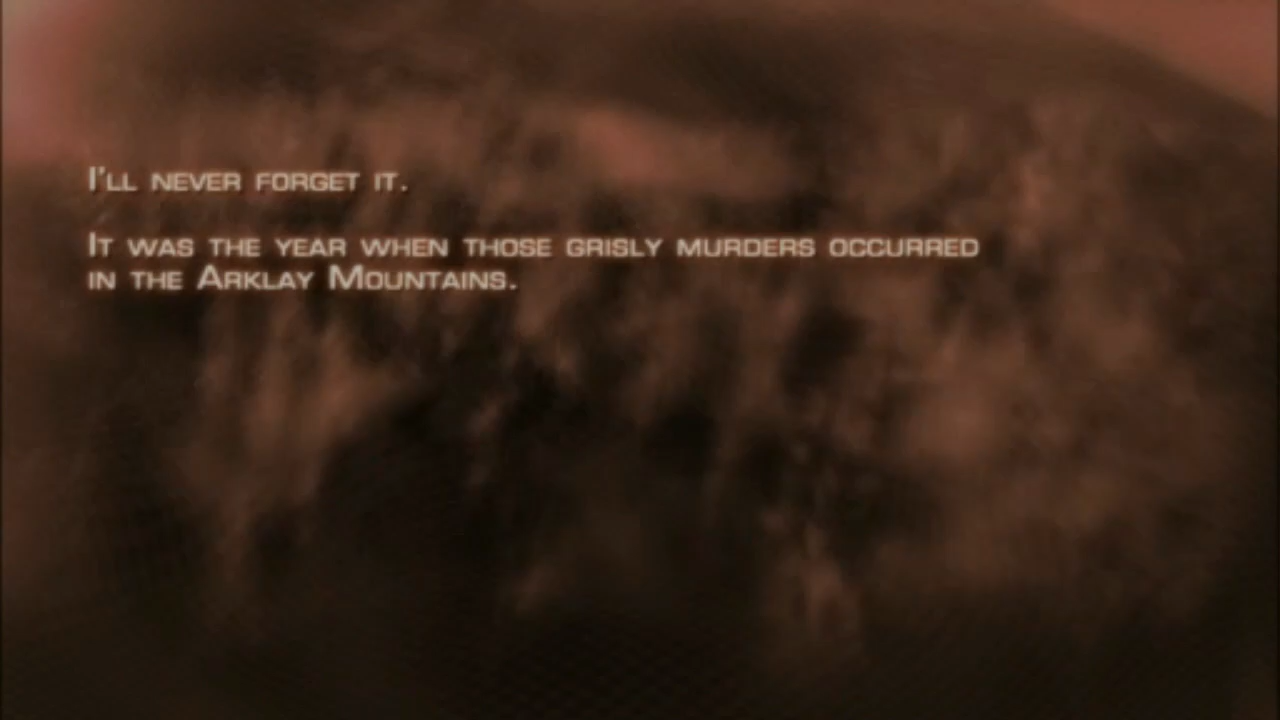 I'll never forget it.
It was the year when those grisly murders occurred
in the Arklay Mountains.